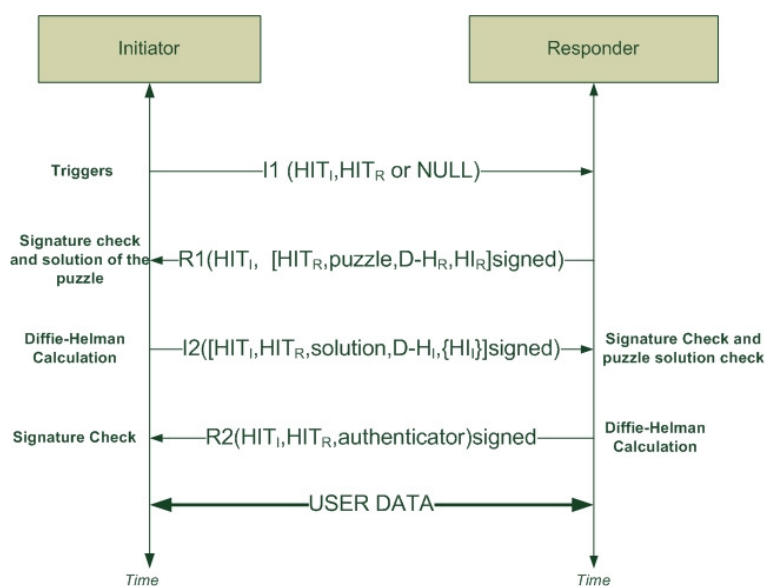 Initiator
Responder
Triggers
I1 (HITI,HITR or NULL)
Signature check
and solution of the
puzzle
R1(HITI, [HITR,puzzle,D-HR,HIR]signed)
Diffie-Helman
Calculation
I2([HITI,HITR,solution,D-HI,{HII}]signed)
Signature Check and
puzzle solution check
Signature Check
R2(HITI,HITR,authenticator)signed
Diffie-Helman
Calculation
USER DATA
Time
Time